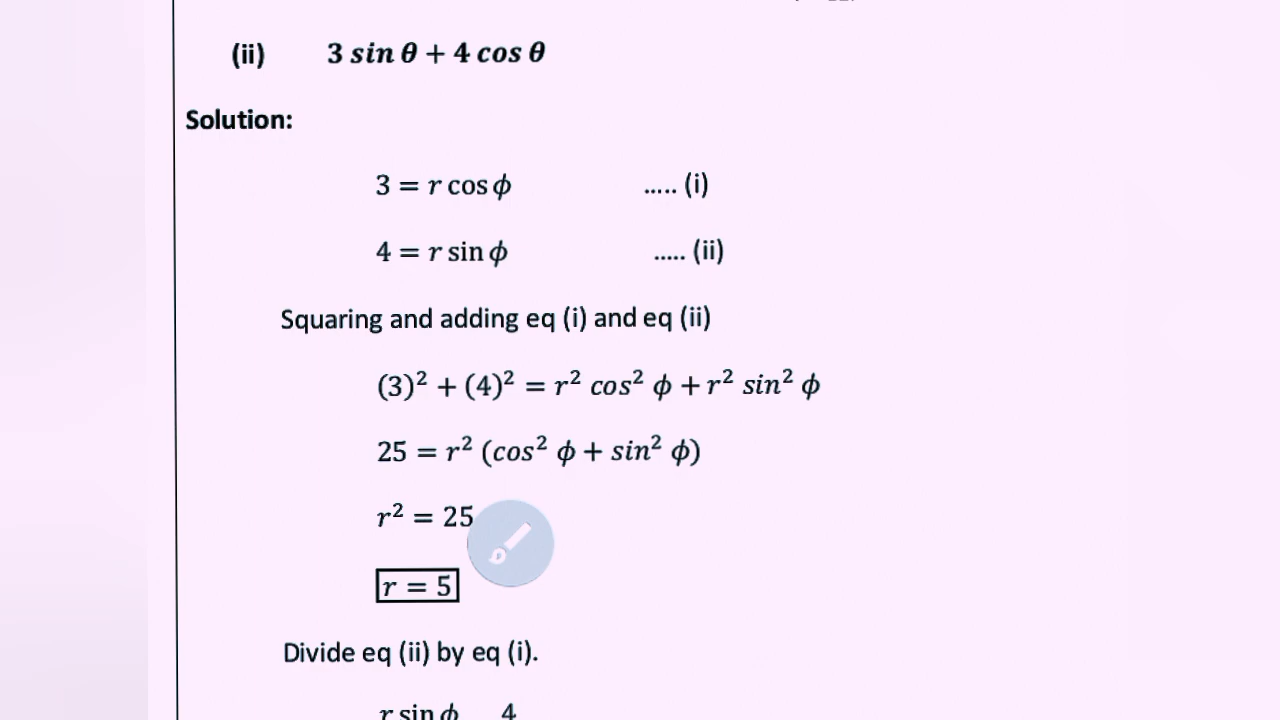 (ii) 3 sin θ + 4 cos θ
Solution:
3 = r cos ϕ ..... (i)
4 = r sin ϕ ..... (ii)
Squaring and adding eq (i) and eq (ii)
(3)² + (4)² = r² cos² ϕ + r² sin² ϕ
25 = r² (cos² ϕ + sin² ϕ)
r² = 25
r = 5
Divide eq (ii) by eq (i).
r sin ϕ 4